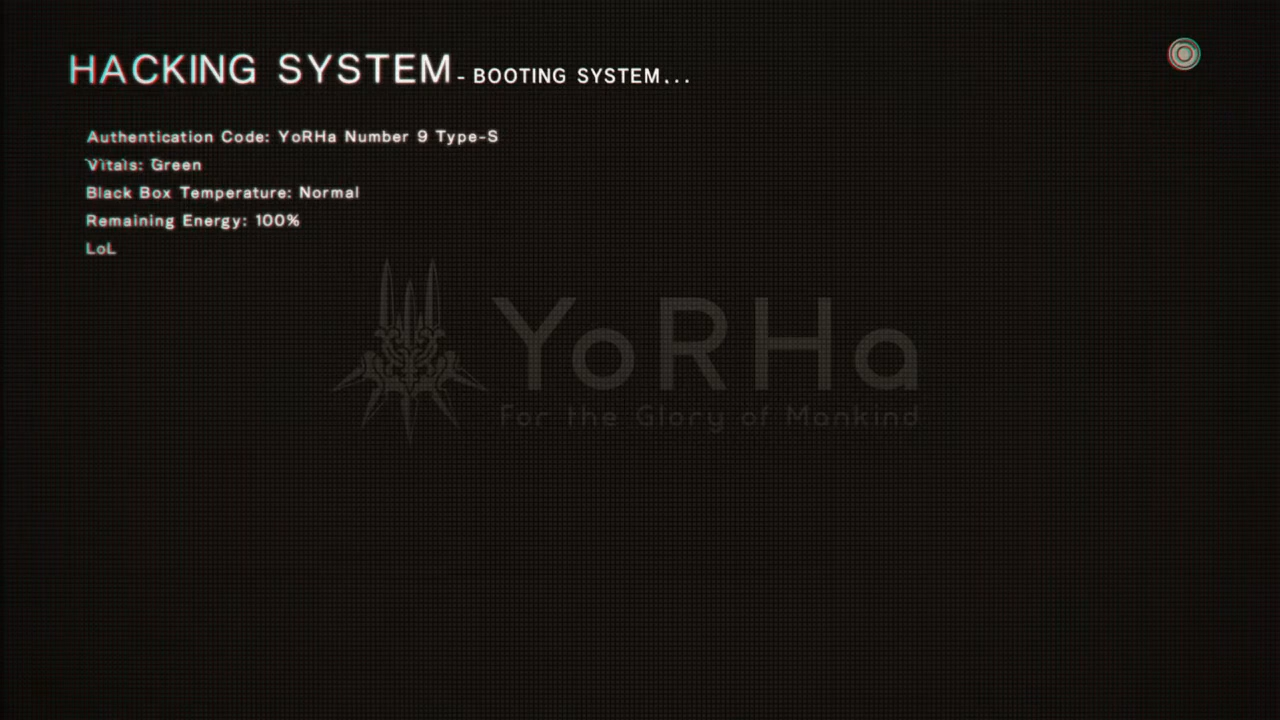 HACKING SYSTEM - BOOTING SYSTEM...
Authentication Code: YoRHa Number 9 Type-S
Vitals: Green
Black Box Temperature: Normal
Remaining Energy: 100%
LoL
YoRHa
For the Glory of Mankind